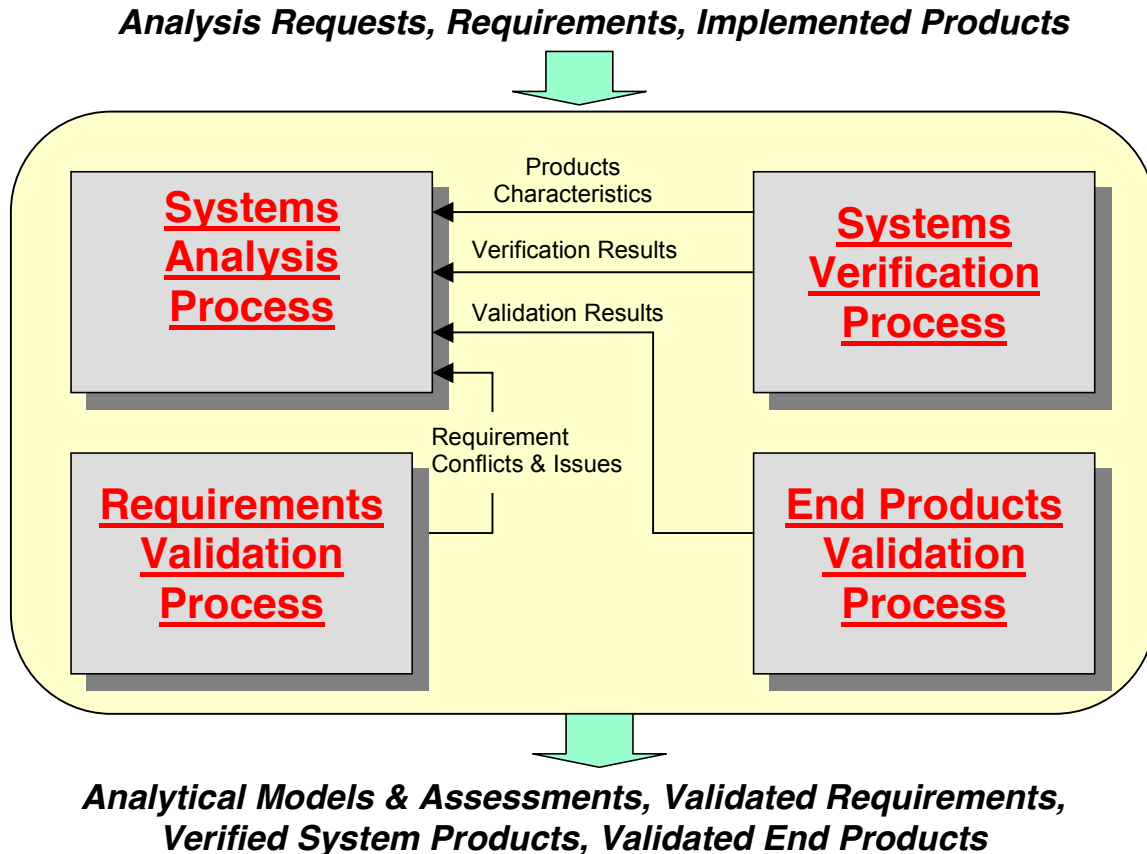 Analysis Requests, Requirements, Implemented Products
Products
Characteristics
Systems
Analysis
Process
Verification Results
Validation Results
Systems
Verification
Process
Requirement
Conflicts & Issues
Requirements
Validation
Process
End Products
Validation
Process
Analytical Models & Assessments, Validated Requirements,
Verified System Products, Validated End Products